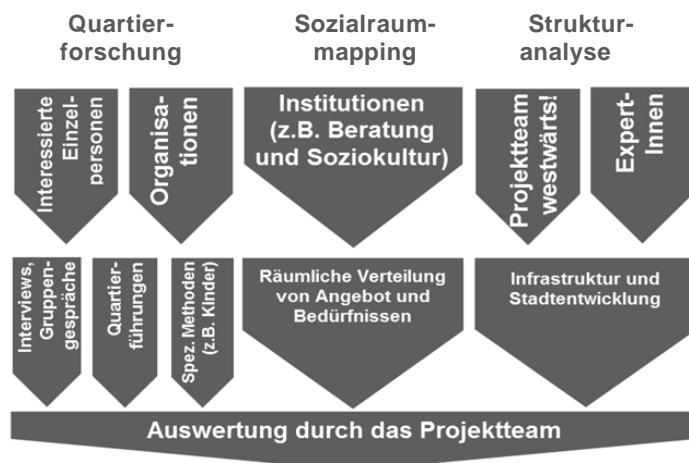 Quartier-
forschung
Sozialraum-
mapping
Struktur-
analyse
Interessierte
Einzel-
personen
Organisa-
tionen
Institutionen
(z.B. Beratung
und Soziokultur)
Projektteam
westwärts!
Expert-
Innen
Interviews,
Gruppen-
gespräche
Quartier-
führungen
Spez. Methoden
(z.B. KInder)
Räumliche Verteilung
von Angebot und
Bedürfnissen
Infrastruktur und
Stadtentwicklung
Auswertung durch das Projektteam